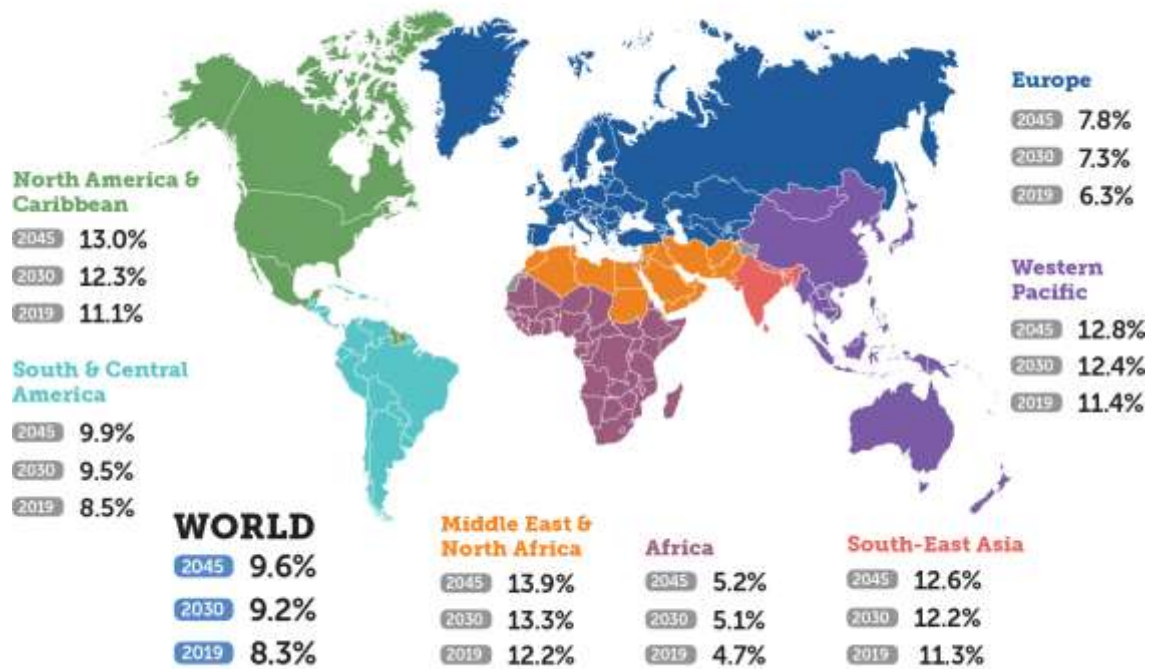 Europe
2045 7.8%
2030 7.3%
2019 6.3%
North America &
Caribbean
2045 13.0%
2030 12.3%
2019 11.1%
Western
Pacific
2045 12.8%
2030 12.4%
2019 11.4%
South & Central
America
2045 9.9%
2030 9.5%
2019 8.5%
WORLD
2045 9.6%
2030 9.2%
2019 8.3%
Middle East &
North Africa
2045 13.9%
2030 13.3%
2019 12.2%
Africa
2045 5.2%
2030 5.1%
2019 4.7%
South-East Asia
2045 12.6%
2030 12.2%
2019 11.3%